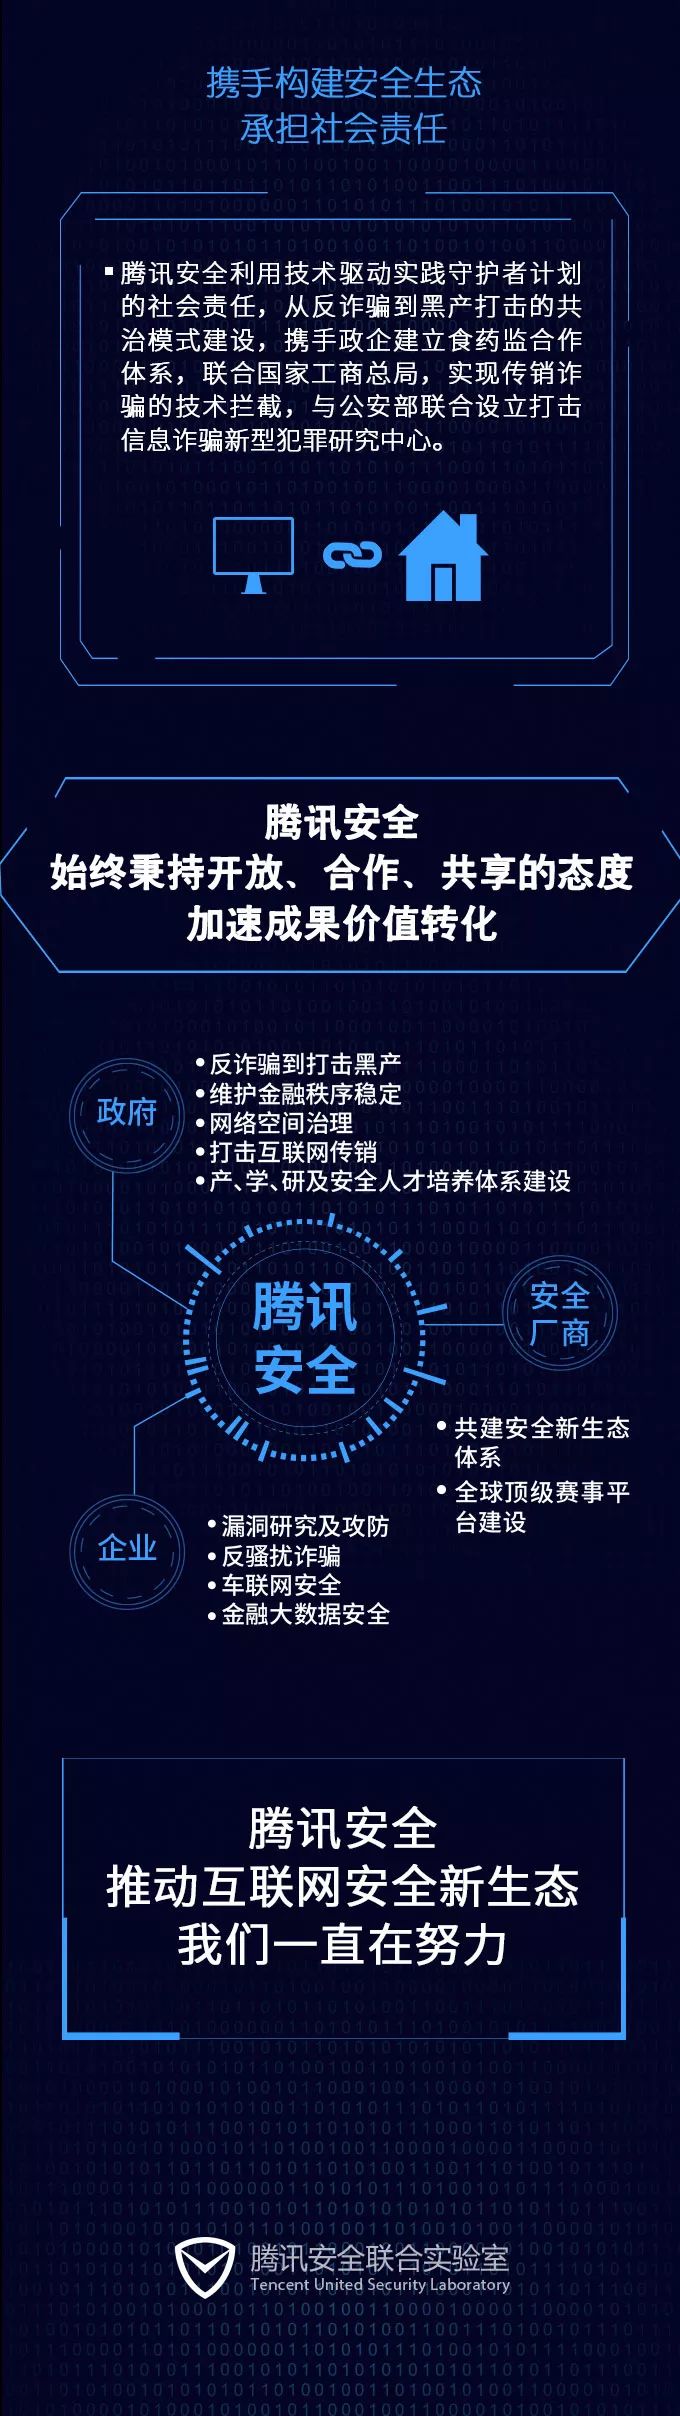 携手构建安全生态
承担社会责任
腾讯安全利用技术驱动实践守护者计划
的社会责任，从反诈骗到黑产打击的共
治模式建设，携手政企建立食药监合作
体系，联合国家工商总局，实现传销诈
骗的技术拦截，与公安部联合设立打击
信息诈骗新型犯罪研究中心。
腾讯安全
始终秉持开放、合作、共享的态度
加速成果价值转化
政府
•反诈骗到打击黑产
•维护金融秩序稳定
•网络空间治理
•打击互联网传销
•产、学、研及安全人才培养体系建设
腾讯
安全
安全
厂商
•共建安全新生态
体系
•全球顶级赛事平
台建设
企业
•漏洞研究及攻防
•反骚扰诈骗
•车联网安全
•金融大数据安全
腾讯安全
推动互联网安全新生态
我们一直在努力
腾讯安全联合实验室
Tencent United Security Laboratory